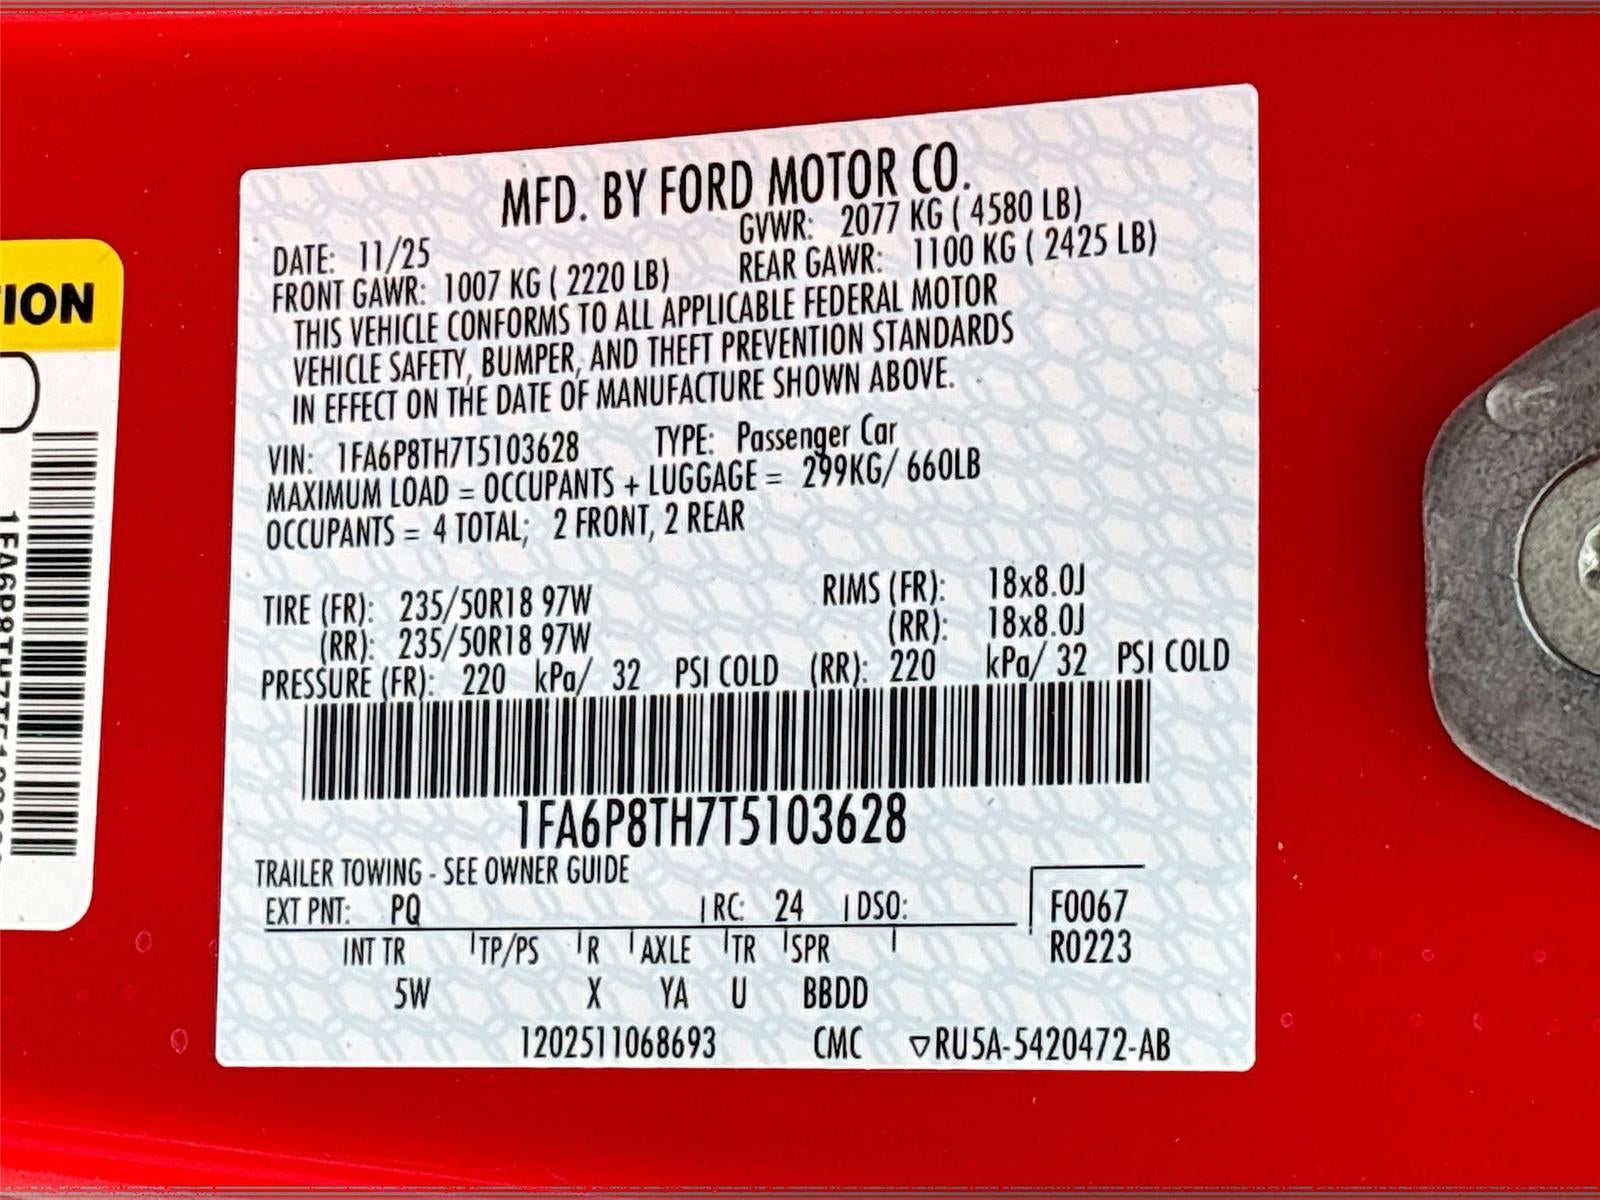 MFD. BY FORD MOTOR CO.
DATE: 11/25 GVWR: 2077 KG ( 4580 LB)
FRONT GAWR: 1007 KG ( 2220 LB) REAR GAWR: 1100 KG ( 2425 LB)
THIS VEHICLE CONFORMS TO ALL APPLICABLE FEDERAL MOTOR
VEHICLE SAFETY, BUMPER, AND THEFT PREVENTION STANDARDS
IN EFFECT ON THE DATE OF MANUFACTURE SHOWN ABOVE.
VIN: 1FA6P8TH7T5103628 TYPE: Passenger Car
MAXIMUM LOAD = OCCUPANTS + LUGGAGE = 299KG/ 660LB
OCCUPANTS = 4 TOTAL; 2 FRONT, 2 REAR
TIRE (FR): 235/50R18 97W RIMS (FR): 18x8.0J
(RR): 235/50R18 97W (RR): 18x8.0J
PRESSURE (FR): 220 kPa/ 32 PSI COLD (RR): 220 kPa/ 32 PSI COLD
1FA6P8TH7T5103628
TRAILER TOWING - SEE OWNER GUIDE
EXT PNT: PQ RC: 24 DSO: F0067
INT TR TP/PS R AXLE TR SPR R0223
5W X YA U BBDD
1202511068693 CMC ▽RU5A-5420472-AB
TION